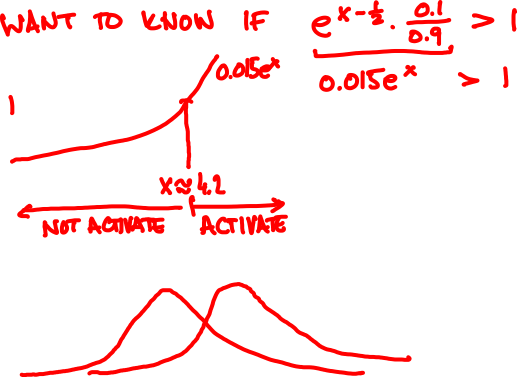 WANT TO KNOW IF e^{x-½} · 0.1/0.9 > 1
0.015e^x > 1
0.015e^x
1
x≈4.2
NOT ACTIVATE ACTIVATE